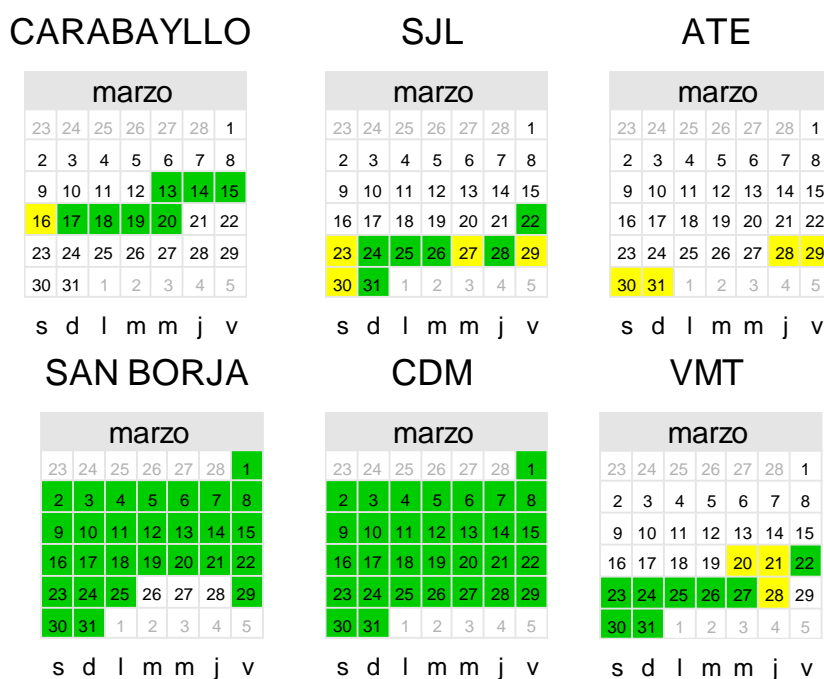 CARABAYLLO SJL ATE
marzo marzo marzo
23 24 25 26 27 28 1 23 24 25 26 27 28 1 23 24 25 26 27 28 1
2 3 4 5 6 7 8 2 3 4 5 6 7 8 2 3 4 5 6 7 8
9 10 11 12 13 14 15 9 10 11 12 13 14 15 9 10 11 12 13 14 15
16 17 18 19 20 21 22 16 17 18 19 20 21 22 16 17 18 19 20 21 22
23 24 25 26 27 28 29 23 24 25 26 27 28 29 23 24 25 26 27 28 29
30 31 1 2 3 4 5 30 31 1 2 3 4 5 30 31 1 2 3 4 5
s d l m m j v s d l m m j v s d l m m j v
SAN BORJA CDM VMT
marzo marzo marzo
23 24 25 26 27 28 1 23 24 25 26 27 28 1 23 24 25 26 27 28 1
2 3 4 5 6 7 8 2 3 4 5 6 7 8 2 3 4 5 6 7 8
9 10 11 12 13 14 15 9 10 11 12 13 14 15 9 10 11 12 13 14 15
16 17 18 19 20 21 22 16 17 18 19 20 21 22 16 17 18 19 20 21 22
23 24 25 26 27 28 29 23 24 25 26 27 28 29 23 24 25 26 27 28 29
30 31 1 2 3 4 5 30 31 1 2 3 4 5 30 31 1 2 3 4 5
s d l m m j v s d l m m j v s d l m m j v